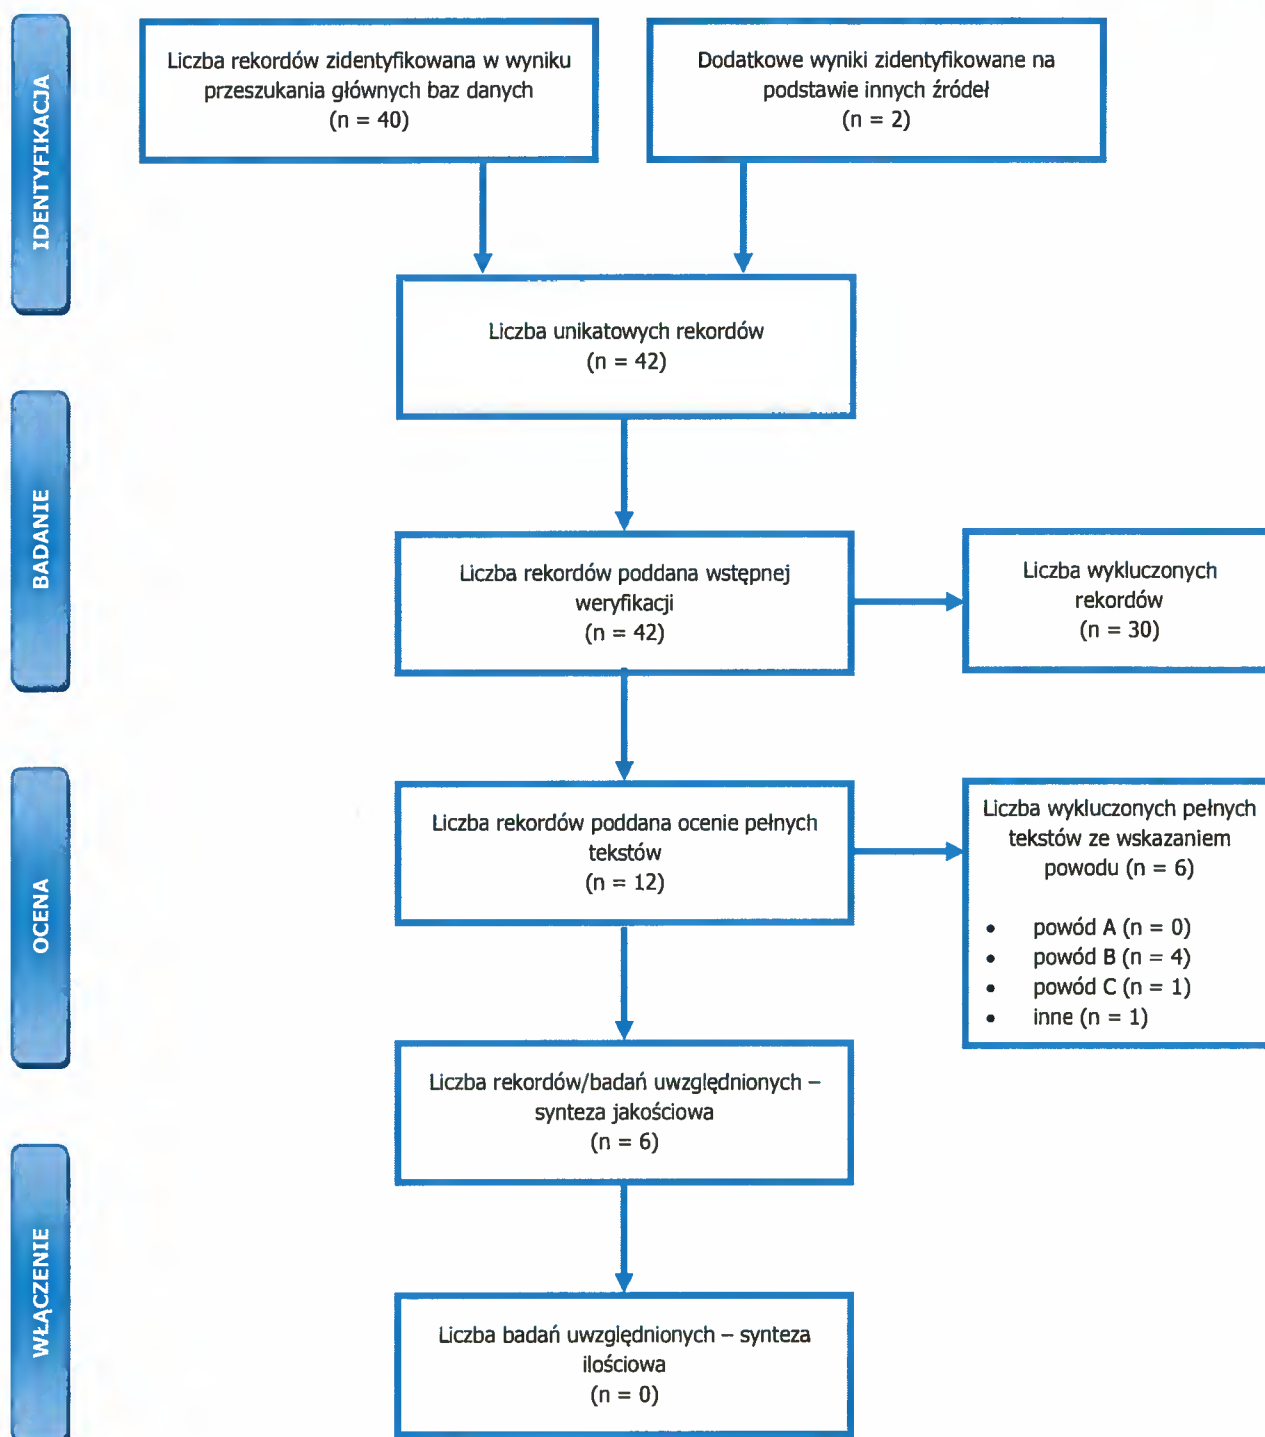 IDENTYFIKACJA
Liczba rekordów zidentyfikowana w wyniku
przeszukania głównych baz danych
(n = 40)
Dodatkowe wyniki zidentyfikowane na
podstawie innych źródeł
(n = 2)
Liczba unikatowych rekordów
(n = 42)
BADANIE
Liczba rekordów poddana wstępnej
weryfikacji
(n = 42)
Liczba wykluczonych
rekordów
(n = 30)
OCENA
Liczba rekordów poddana ocenie pełnych
tekstów
(n = 12)
Liczba wykluczonych pełnych
tekstów ze wskazaniem
powodu (n = 6)
• powód A (n = 0)
• powód B (n = 4)
• powód C (n = 1)
• inne (n = 1)
Liczba rekordów/badań uwzględnionych –
synteza jakościowa
(n = 6)
WŁĄCZENIE
Liczba badań uwzględnionych – synteza
ilościowa
(n = 0)